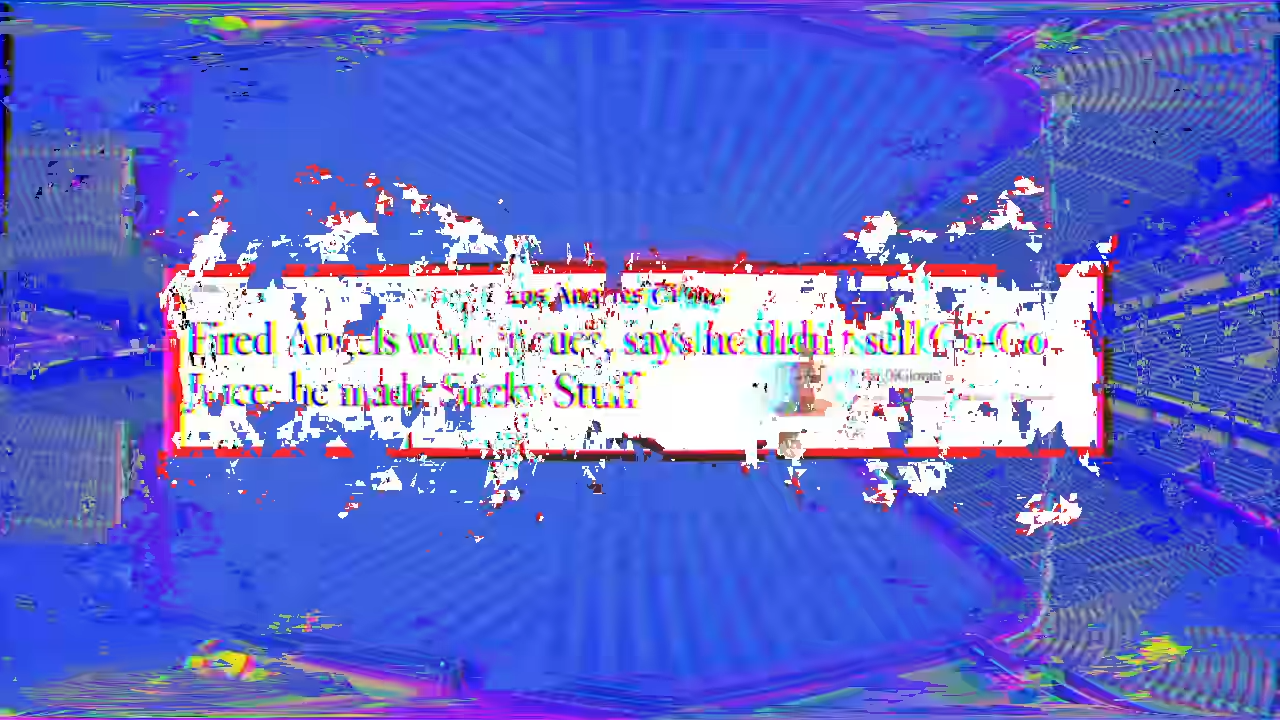 Los Angeles Times
Fired Angels worker sues, says he didn't sell Go-Go
Juice: he made Sticky Stuff